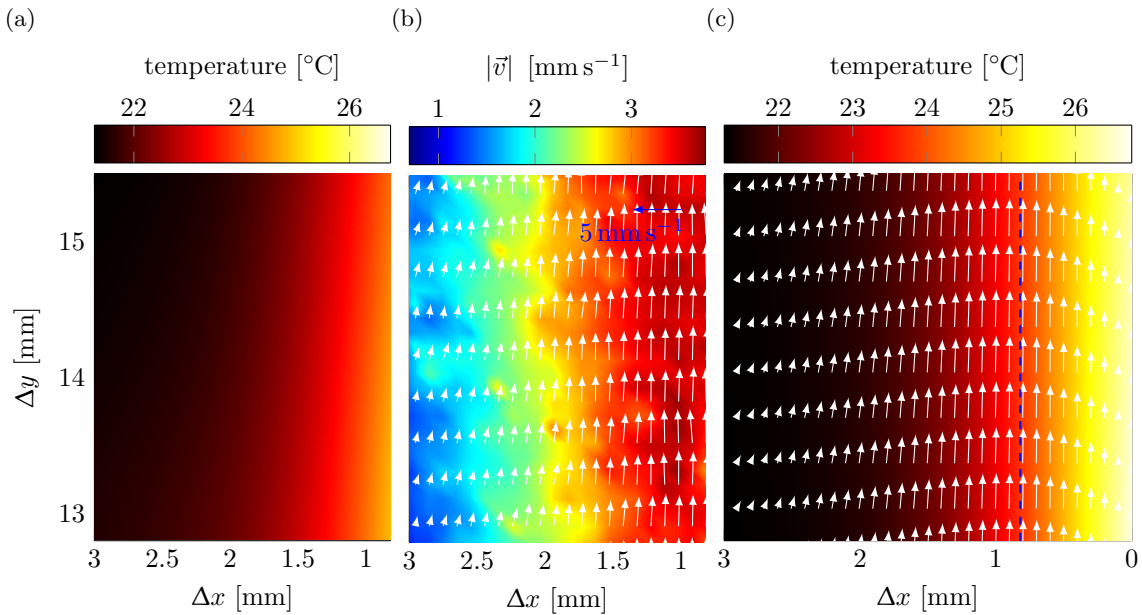 (a)
(b)
(c)
temperature [°C]
|v⃗| [mm s⁻¹]
temperature [°C]
22 24 26
1 2 3
22 23 24 25 26
15
14
13
Δy [mm]
5 mm s⁻¹
3 2.5 2 1.5 1
3 2.5 2 1.5 1
3 2 1 0
Δx [mm]
Δx [mm]
Δx [mm]